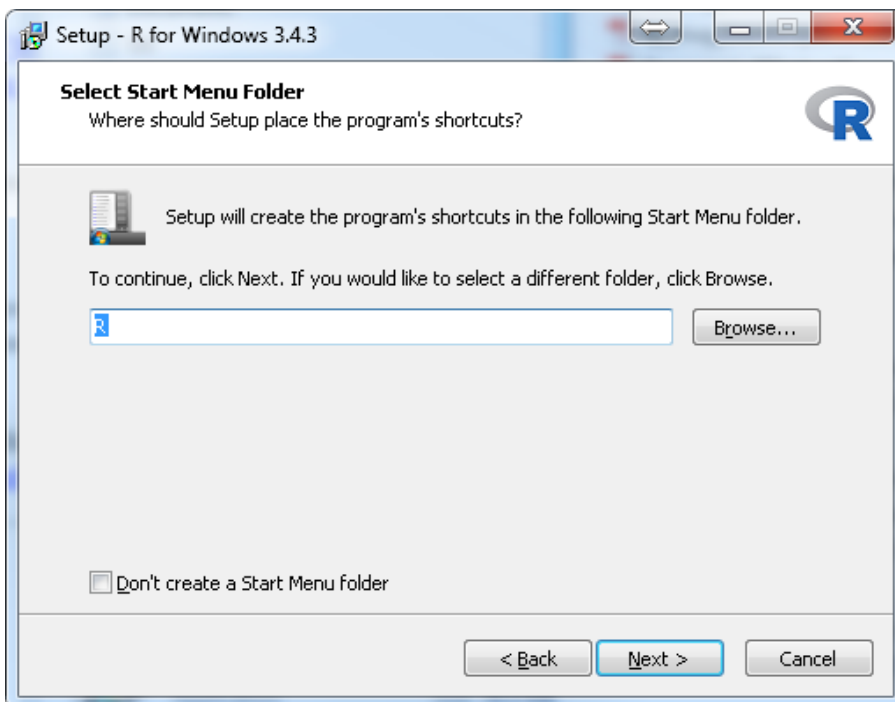 Setup - R for Windows 3.4.3
Select Start Menu Folder
Where should Setup place the program's shortcuts?
R
Setup will create the program's shortcuts in the following Start Menu folder.
To continue, click Next. If you would like to select a different folder, click Browse.
R
Browse...
Don't create a Start Menu folder
< Back
Next >
Cancel